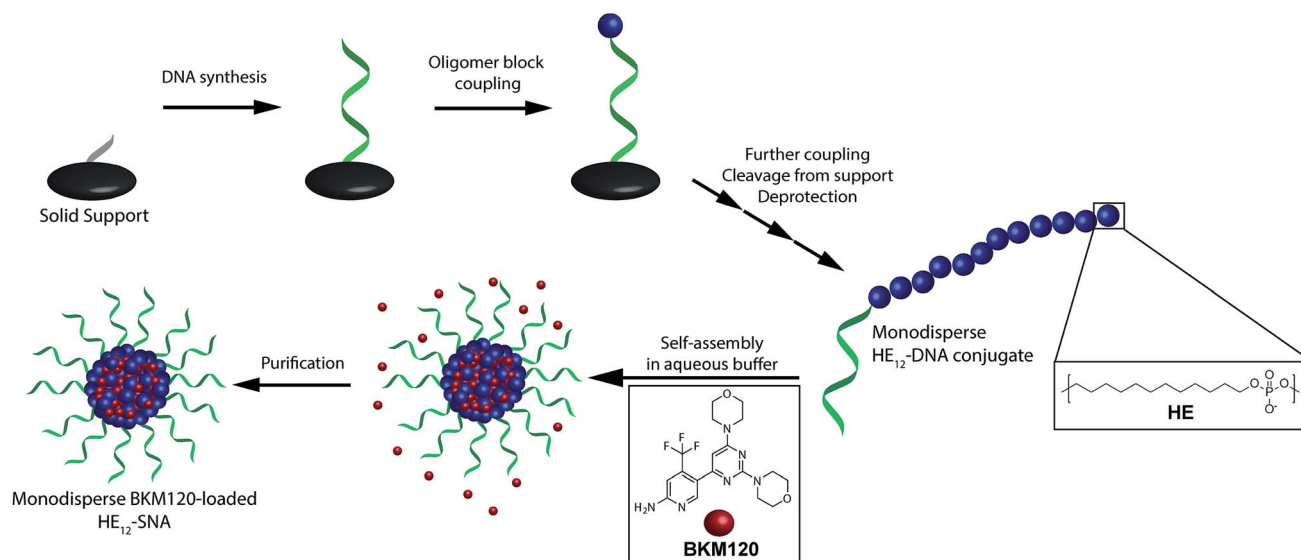 DNA synthesis
Oligomer block
coupling
Solid Support
Further coupling
Cleavage from support
Deprotection
Monodisperse
HE₁₂-DNA conjugate
O
O P O
O⁻
HE
Self-assembly
in aqueous buffer
O
N
F
F
F
N
N
N
O
H₂N
N
BKM120
Purification
Monodisperse BKM120-loaded
HE₁₂-SNA